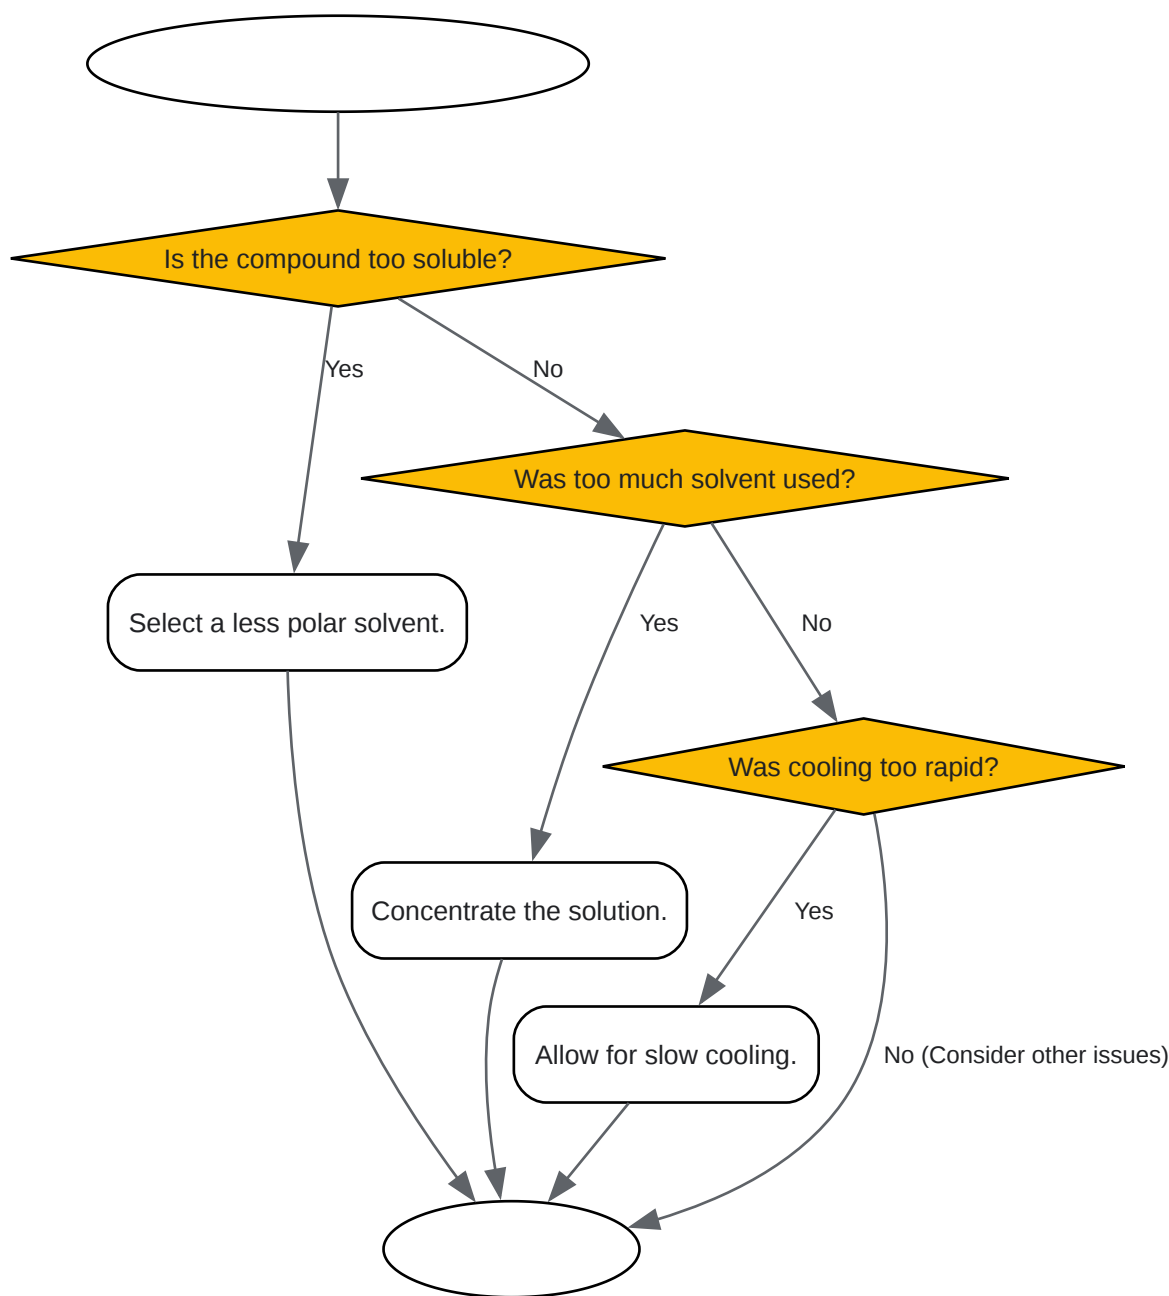 Is the compound too soluble?
Yes
No
Was too much solvent used?
Select a less polar solvent.
Yes
No
Was cooling too rapid?
Concentrate the solution.
Yes
Allow for slow cooling.
No (Consider other issues)